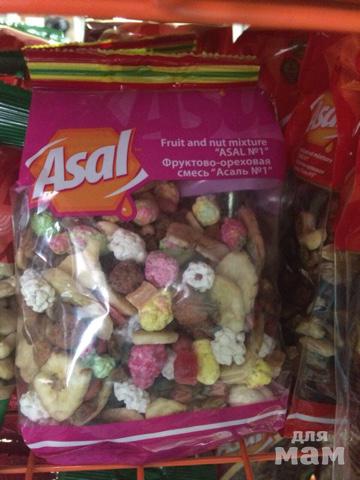 Asal
Fruit and nut mixture
"ASAL №1"
Фруктово-ореховая
смесь "Асаль №1"
для
мам